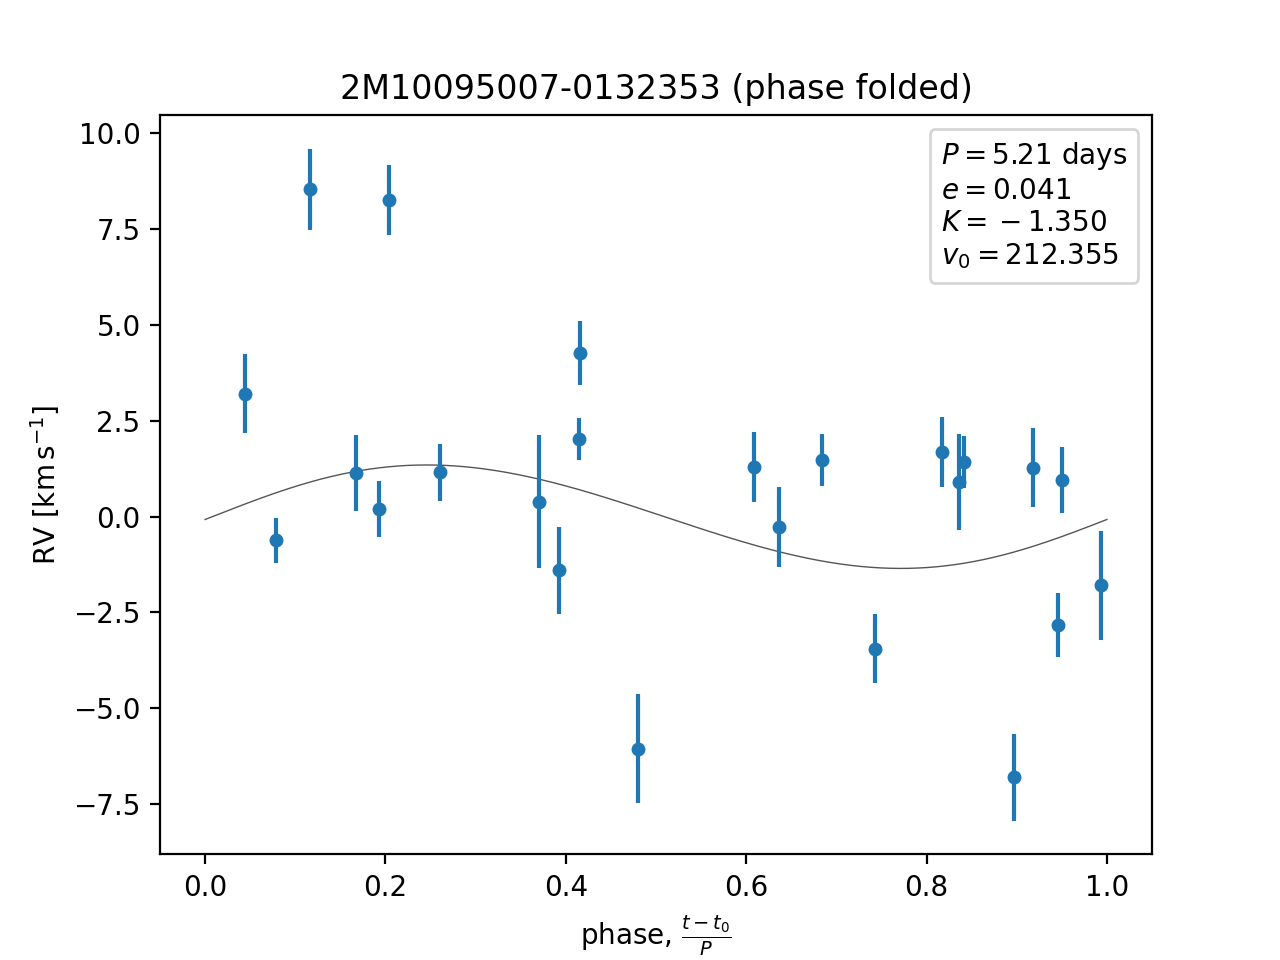 2M10095007-0132353 (phase folded)
P = 5.21 days
e = 0.041
K = −1.350
v₀ = 212.355
10.0
7.5
5.0
2.5
0.0
−2.5
−5.0
−7.5
RV [km s⁻¹]
0.0 0.2 0.4 0.6 0.8 1.0
phase, (t − t₀)/P